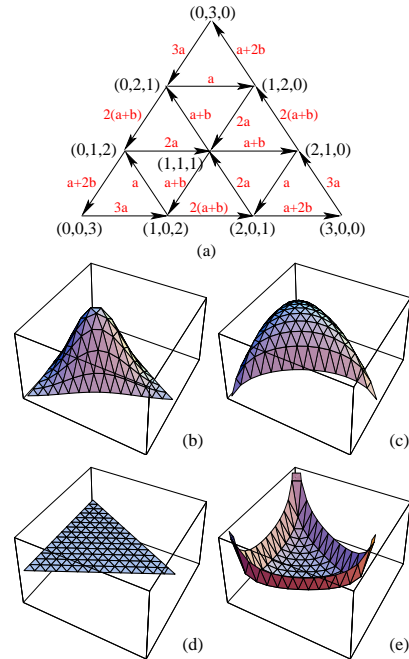 (0,3,0)
3a a+2b
(0,2,1) a (1,2,0)
2(a+b) a+b 2a 2(a+b)
(0,1,2) 2a a+b (2,1,0)
(1,1,1)
a+2b a a+b 2a a 3a
3a 2(a+b) a+2b
(0,0,3) (1,0,2) (2,0,1) (3,0,0)
(a)
(b) (c)
(d) (e)